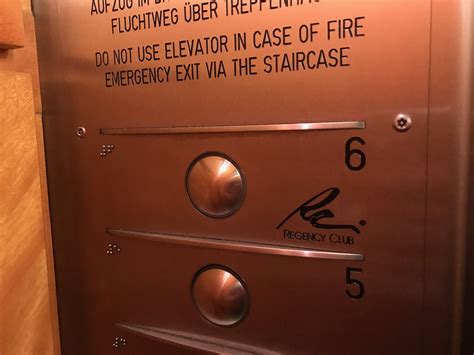 AUFZUG IM
FLUCHTWEG ÜBER
DO NOT USE ELEVATOR IN CASE OF FIRE
EMERGENCY EXIT VIA THE STAIRCASE
6
REGENCY CLUB
5